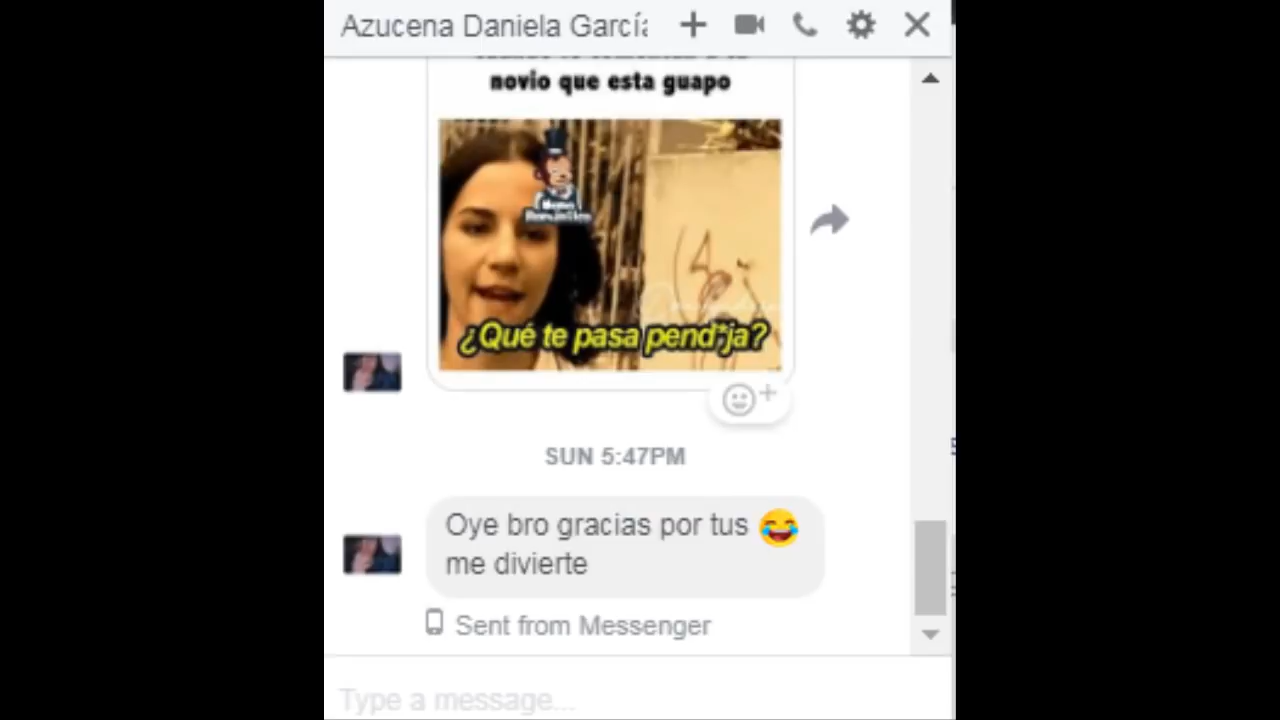 Azucena Daniela García
novio que esta guapo
¿Qué te pasa pend*ja?
SUN 5:47PM
Oye bro gracias por tus 😂
me divierte
Sent from Messenger
Type a message...